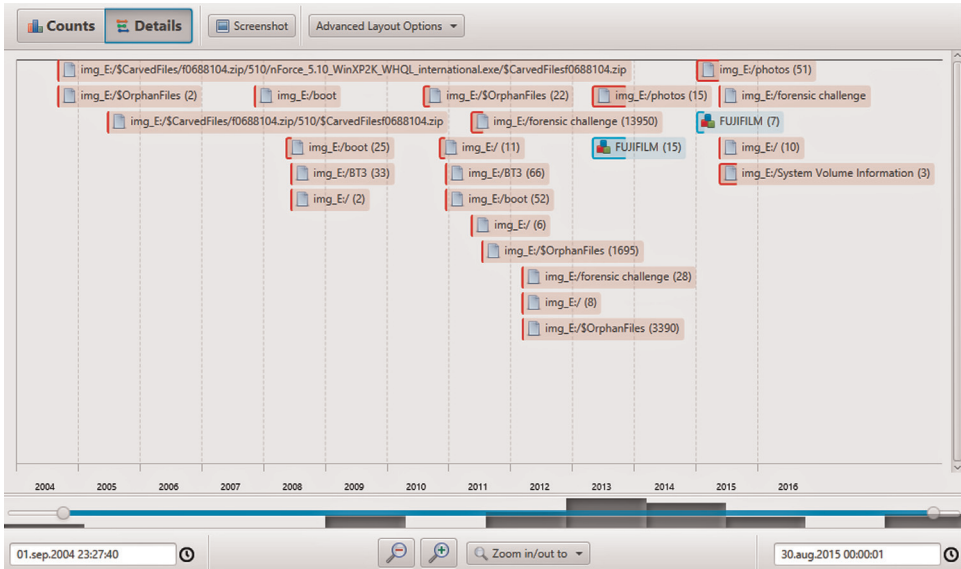 Counts Details Screenshot Advanced Layout Options
img_E:/$CarvedFiles/f0688104.zip/510/nForce_5.10_WinXP2K_WHQL_international.exe/$CarvedFilesf0688104.zip img_E:/photos (51)
img_E:/$OrphanFiles (2) img_E:/boot img_E:/$OrphanFiles (22) img_E:/photos (15) img_E:/forensic challenge
img_E:/$CarvedFiles/f0688104.zip/510/$CarvedFilesf0688104.zip img_E:/forensic challenge (13950) FUJIFILM (7)
img_E:/boot (25) img_E:/ (11) FUJIFILM (15) img_E:/ (10)
img_E:/BT3 (33) img_E:/BT3 (66) img_E:/System Volume Information (3)
img_E:/ (2) img_E:/boot (52)
img_E:/ (6)
img_E:/$OrphanFiles (1695)
img_E:/forensic challenge (28)
img_E:/ (8)
img_E:/$OrphanFiles (3390)
2004 2005 2006 2007 2008 2009 2010 2011 2012 2013 2014 2015 2016
01.sep.2004 23:27:40 Zoom in/out to 30.aug.2015 00:00:01